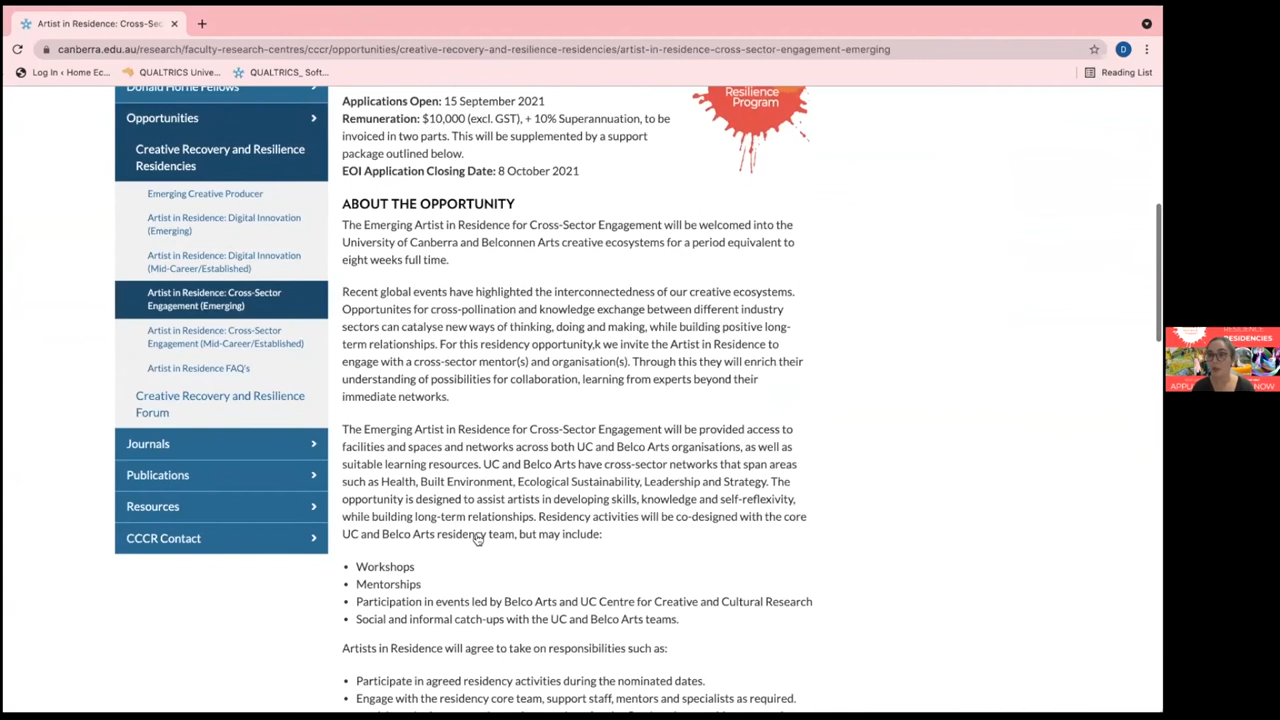 Artist in Residence: Cross-Sec
canberra.edu.au/research/faculty-research-centres/cccr/opportunities/creative-recovery-and-resilience-residencies/artist-in-residence-cross-sector-engagement-emerging
D
Log In ‹ Home Ec...
QUALTRICS Unive...
QUALTRICS_ Soft...
Reading List
Donald Horne Fellows
Opportunities
Creative Recovery and Resilience
Residencies
Emerging Creative Producer
Artist in Residence: Digital Innovation
(Emerging)
Artist in Residence: Digital Innovation
(Mid-Career/Established)
Artist in Residence: Cross-Sector
Engagement (Emerging)
Artist in Residence: Cross-Sector
Engagement (Mid-Career/Established)
Artist in Residence FAQ's
Creative Recovery and Resilience
Forum
Journals
Publications
Resources
CCCR Contact
Applications Open: 15 September 2021
Remuneration: $10,000 (excl. GST), + 10% Superannuation, to be
invoiced in two parts. This will be supplemented by a support
package outlined below.
EOI Application Closing Date: 8 October 2021
Resilience
Program
ABOUT THE OPPORTUNITY
The Emerging Artist in Residence for Cross-Sector Engagement will be welcomed into the
University of Canberra and Belconnen Arts creative ecosystems for a period equivalent to
eight weeks full time.
Recent global events have highlighted the interconnectedness of our creative ecosystems.
Opportunites for cross-pollination and knowledge exchange between different industry
sectors can catalyse new ways of thinking, doing and making, while building positive long-
term relationships. For this residency opportunity,k we invite the Artist in Residence to
engage with a cross-sector mentor(s) and organisation(s). Through this they will enrich their
understanding of possibilities for collaboration, learning from experts beyond their
immediate networks.
The Emerging Artist in Residence for Cross-Sector Engagement will be provided access to
facilities and spaces and networks across both UC and Belco Arts organisations, as well as
suitable learning resources. UC and Belco Arts have cross-sector networks that span areas
such as Health, Built Environment, Ecological Sustainability, Leadership and Strategy. The
opportunity is designed to assist artists in developing skills, knowledge and self-reflexivity,
while building long-term relationships. Residency activities will be co-designed with the core
UC and Belco Arts residency team, but may include:
• Workshops
• Mentorships
• Participation in events led by Belco Arts and UC Centre for Creative and Cultural Research
• Social and informal catch-ups with the UC and Belco Arts teams.
Artists in Residence will agree to take on responsibilities such as:
• Participate in agreed residency activities during the nominated dates.
• Engage with the residency core team, support staff, mentors and specialists as required.
RESILIENCE
RESIDENCIES
APPL
NOW